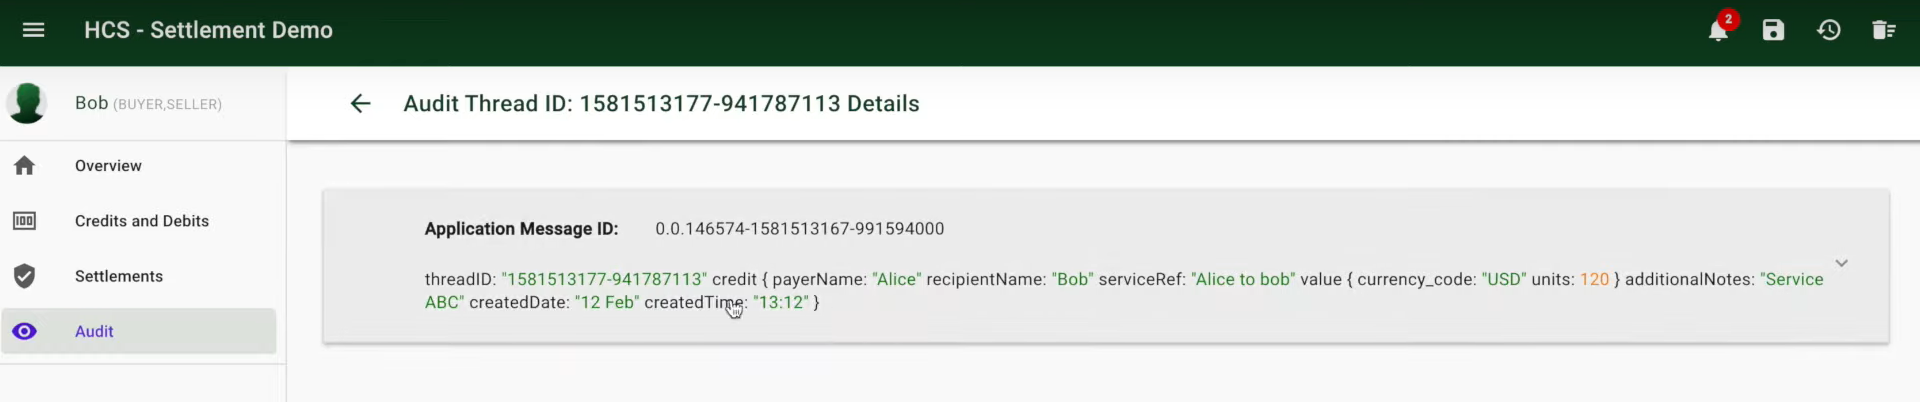 HCS - Settlement Demo
2
Bob (BUYER,SELLER)
Audit Thread ID: 1581513177-941787113 Details
Overview
Credits and Debits
Settlements
Audit
Application Message ID: 0.0.146574-1581513167-991594000
threadID: "1581513177-941787113" credit { payerName: "Alice" recipientName: "Bob" serviceRef: "Alice to bob" value { currency_code: "USD" units: 120 } additionalNotes: "Service
ABC" createdDate: "12 Feb" createdTime: "13:12" }